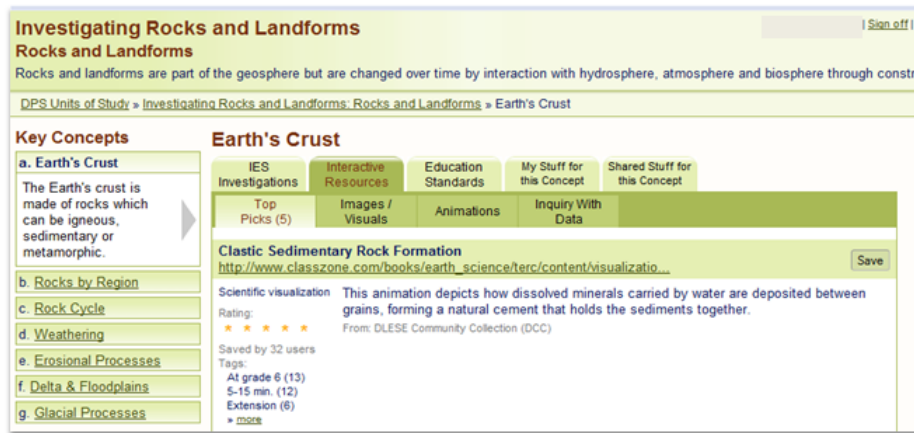 Investigating Rocks and Landforms
| Sign off |
Rocks and Landforms
Rocks and landforms are part of the geosphere but are changed over time by interaction with hydrosphere, atmosphere and biosphere through constr
DPS Units of Study » Investigating Rocks and Landforms: Rocks and Landforms » Earth's Crust
Key Concepts
a. Earth's Crust
The Earth's crust is
made of rocks which
can be igneous,
sedimentary or
metamorphic.
b. Rocks by Region
c. Rock Cycle
d. Weathering
e. Erosional Processes
f. Delta & Floodplains
g. Glacial Processes
Earth's Crust
IES
Investigations
Interactive
Resources
Education
Standards
My Stuff for
this Concept
Shared Stuff for
this Concept
Top
Picks (5)
Images /
Visuals
Animations
Inquiry With
Data
Clastic Sedimentary Rock Formation
http://www.classzone.com/books/earth_science/terc/content/visualizatio...
Save
Scientific visualization
Rating:
Saved by 32 users
Tags:
At grade 6 (13)
5-15 min. (12)
Extension (6)
» more
This animation depicts how dissolved minerals carried by water are deposited between
grains, forming a natural cement that holds the sediments together.
From: DLESE Community Collection (DCC)